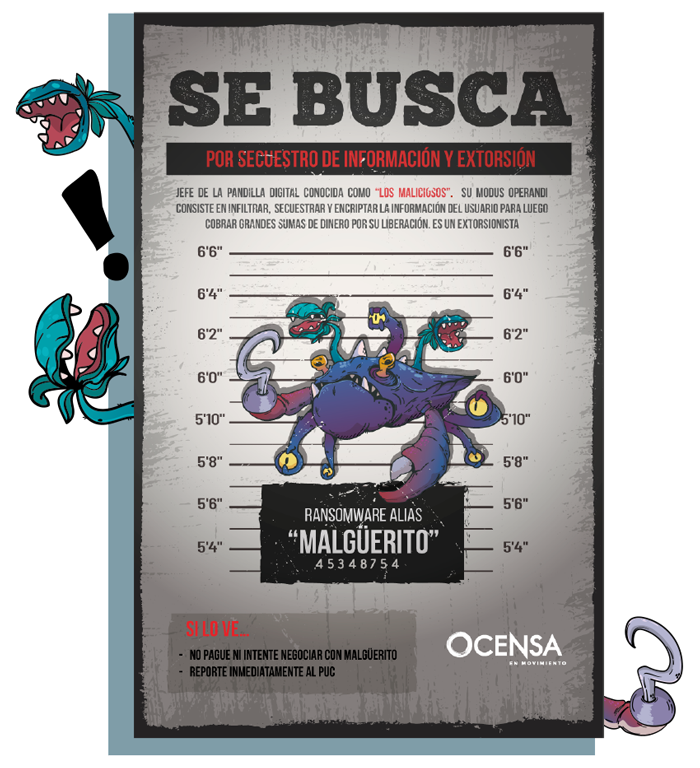 SE BUSCA
POR SECUESTRO DE INFORMACIÓN Y EXTORSIÓN
JEFE DE LA PANDILLA DIGITAL CONOCIDA COMO "LOS MALICIOSOS". SU MODUS OPERANDI
CONSISTE EN INFILTRAR, SECUESTRAR Y ENCRIPTAR LA INFORMACIÓN DEL USUARIO PARA LUEGO
COBRAR GRANDES SUMAS DE DINERO POR SU LIBERACIÓN. ES UN EXTORSIONISTA
6'6" 6'6"
6'4" 6'4"
6'2" 6'2"
6'0" 6'0"
5'10" 5'10"
5'8" 5'8"
5'6" 5'6"
5'4" 5'4"
RANSOMWARE ALIAS
"MALGÜERITO"
45348754
SI LO VE...
- NO PAGUE NI INTENTE NEGOCIAR CON MALGÜERITO
- REPORTE INMEDIATAMENTE AL PUC
OCENSA
EN MOVIMIENTO